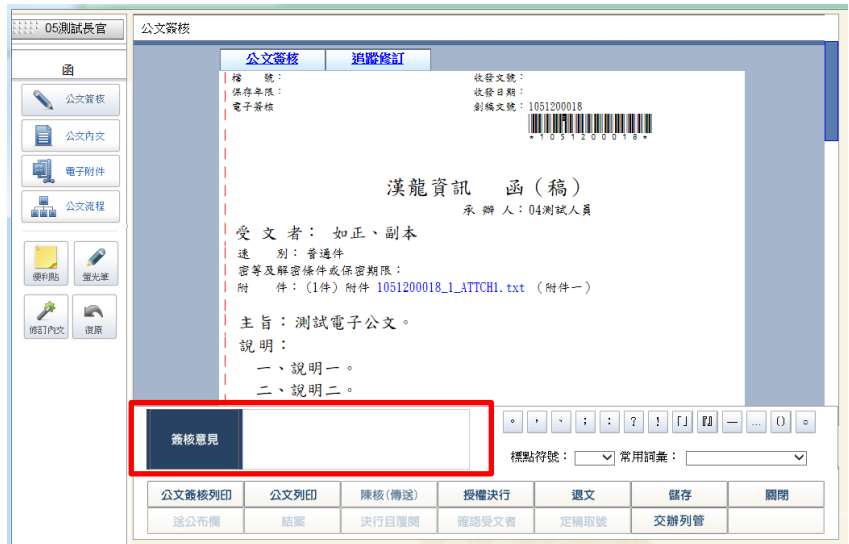 05測試長官
公文簽核
函
公文簽核
公文內文
電子附件
公文流程
便利貼
螢光筆
修訂內文
復原
公文簽核
追蹤修訂
檔 號：
收發文號：
保存年限：
收發日期：
電子簽核
創稿文號：1051200018
*1051200018*
漢龍資訊 函（稿）
承 辦 人：04測試人員
受 文 者： 如正、副本
速 別：普通件
密等及解密條件或保密期限：
附 件：(1件) 附件 1051200018_1_ATTCH1.txt （附件一）
主旨：測試電子公文。
說明：
一、說明一。
二、說明二。
簽核意見
。 ， 、 ； ： ？ ！ 「」 『』 — … ()
標點符號： 常用詞彙：
公文簽核列印 公文列印 陳核(傳送) 授權決行 退文 儲存 關閉
送公布欄 結案 決行且覆閱 確認受文者 定稿取號 交辦列管